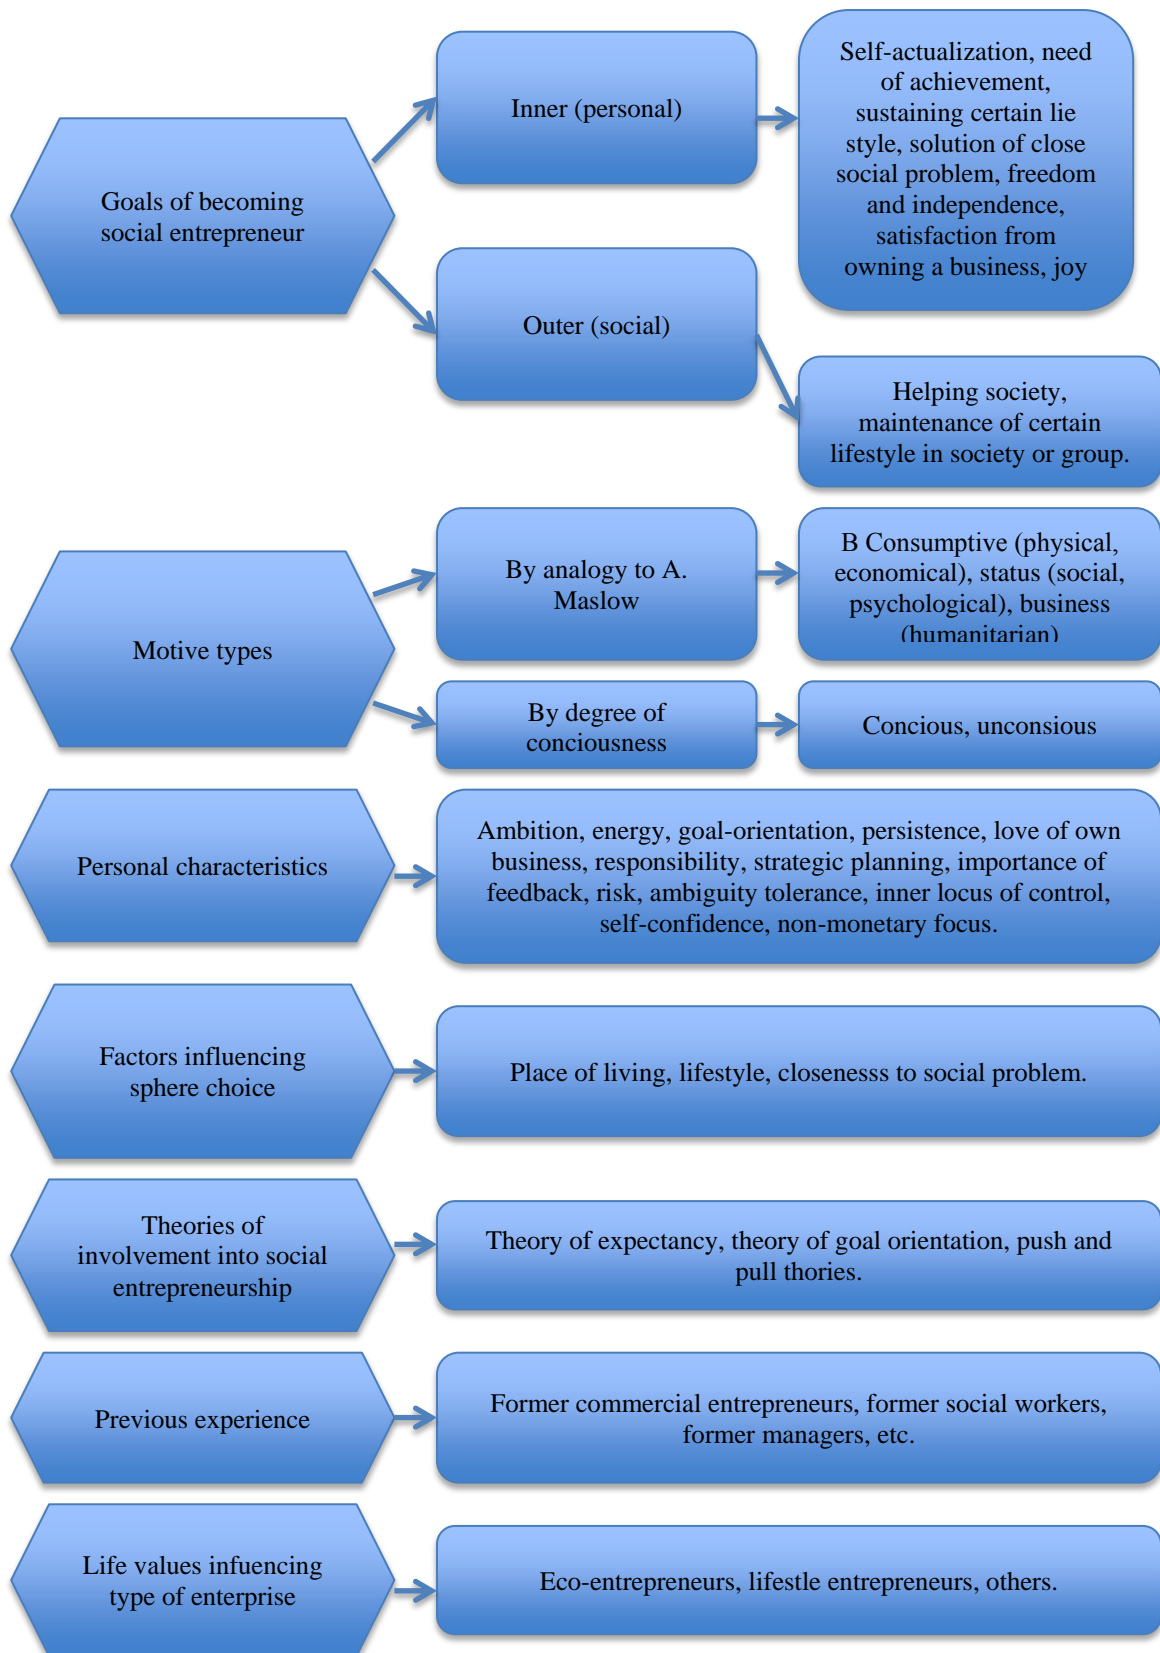 Goals of becoming
social entrepreneur
Inner (personal)
Self-actualization, need
of achievement,
sustaining certain lie
style, solution of close
social problem, freedom
and independence,
satisfaction from
owning a business, joy
Outer (social)
Helping society,
maintenance of certain
lifestyle in society or group.
Motive types
By analogy to A.
Maslow
B Consumptive (physical,
economical), status (social,
psychological), business
(humanitarian)
By degree of
conciousness
Concious, unconsious
Personal characteristics
Ambition, energy, goal-orientation, persistence, love of own
business, responsibility, strategic planning, importance of
feedback, risk, ambiguity tolerance, inner locus of control,
self-confidence, non-monetary focus.
Factors influencing
sphere choice
Place of living, lifestyle, closenesss to social problem.
Theories of
involvement into social
entrepreneurship
Theory of expectancy, theory of goal orientation, push and
pull thories.
Previous experience
Former commercial entrepreneurs, former social workers,
former managers, etc.
Life values infuencing
type of enterprise
Eco-entrepreneurs, lifestle entrepreneurs, others.